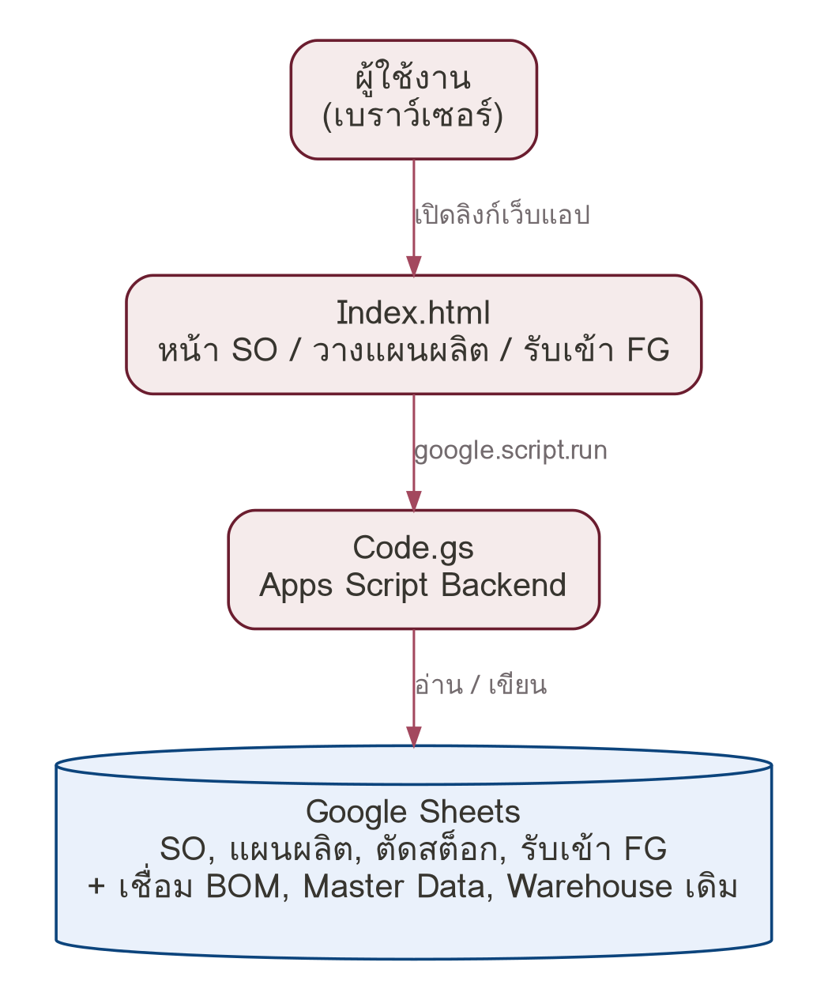 ผู้ใช้งาน
(เบราว์เซอร์)
เปิดลิงก์เว็บแอป
Index.html
หน้า SO / วางแผนผลิต / รับเข้า FG
google.script.run
Code.gs
Apps Script Backend
อ่าน / เขียน
Google Sheets
SO, แผนผลิต, ตัดสต็อก, รับเข้า FG
+ เชื่อม BOM, Master Data, Warehouse เดิม